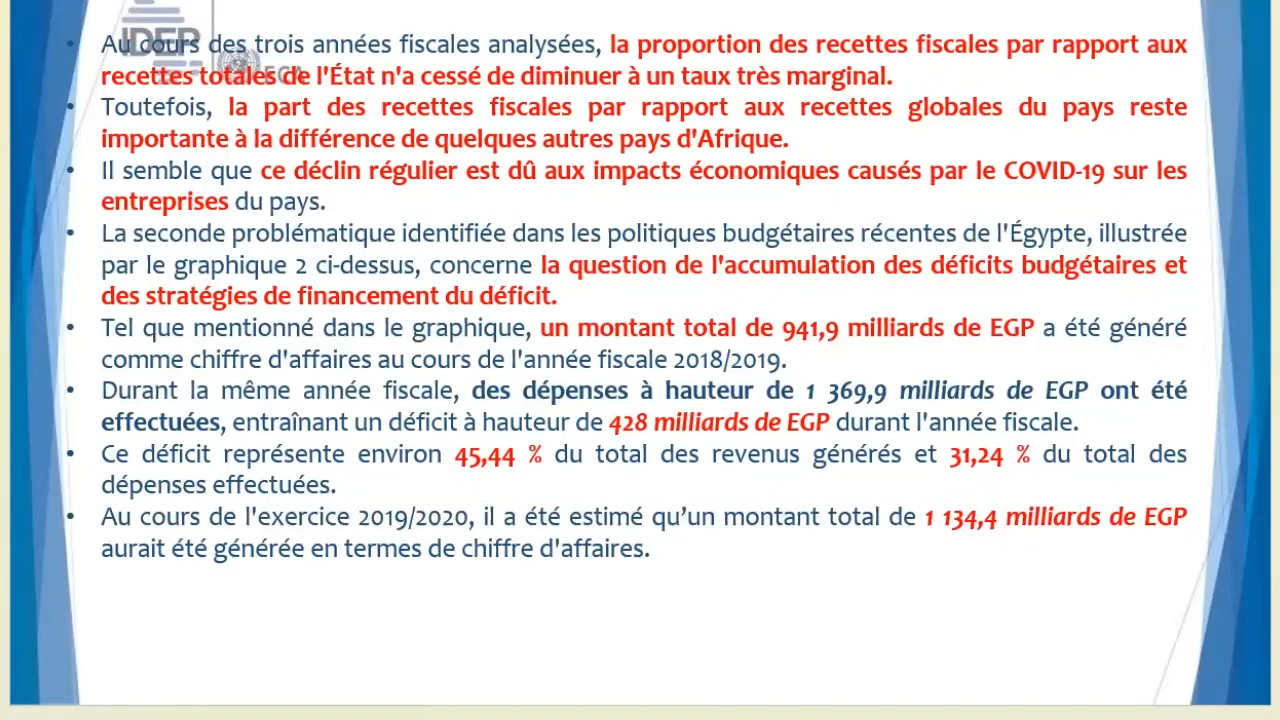 IDEP
ECA
• Au cours des trois années fiscales analysées, la proportion des recettes fiscales par rapport aux
recettes totales de l'État n'a cessé de diminuer à un taux très marginal.
• Toutefois, la part des recettes fiscales par rapport aux recettes globales du pays reste
importante à la différence de quelques autres pays d'Afrique.
• Il semble que ce déclin régulier est dû aux impacts économiques causés par le COVID-19 sur les
entreprises du pays.
• La seconde problématique identifiée dans les politiques budgétaires récentes de l'Égypte, illustrée
par le graphique 2 ci-dessus, concerne la question de l'accumulation des déficits budgétaires et
des stratégies de financement du déficit.
• Tel que mentionné dans le graphique, un montant total de 941,9 milliards de EGP a été généré
comme chiffre d'affaires au cours de l'année fiscale 2018/2019.
• Durant la même année fiscale, des dépenses à hauteur de 1 369,9 milliards de EGP ont été
effectuées, entraînant un déficit à hauteur de 428 milliards de EGP durant l'année fiscale.
• Ce déficit représente environ 45,44 % du total des revenus générés et 31,24 % du total des
dépenses effectuées.
• Au cours de l'exercice 2019/2020, il a été estimé qu’un montant total de 1 134,4 milliards de EGP
aurait été générée en termes de chiffre d'affaires.